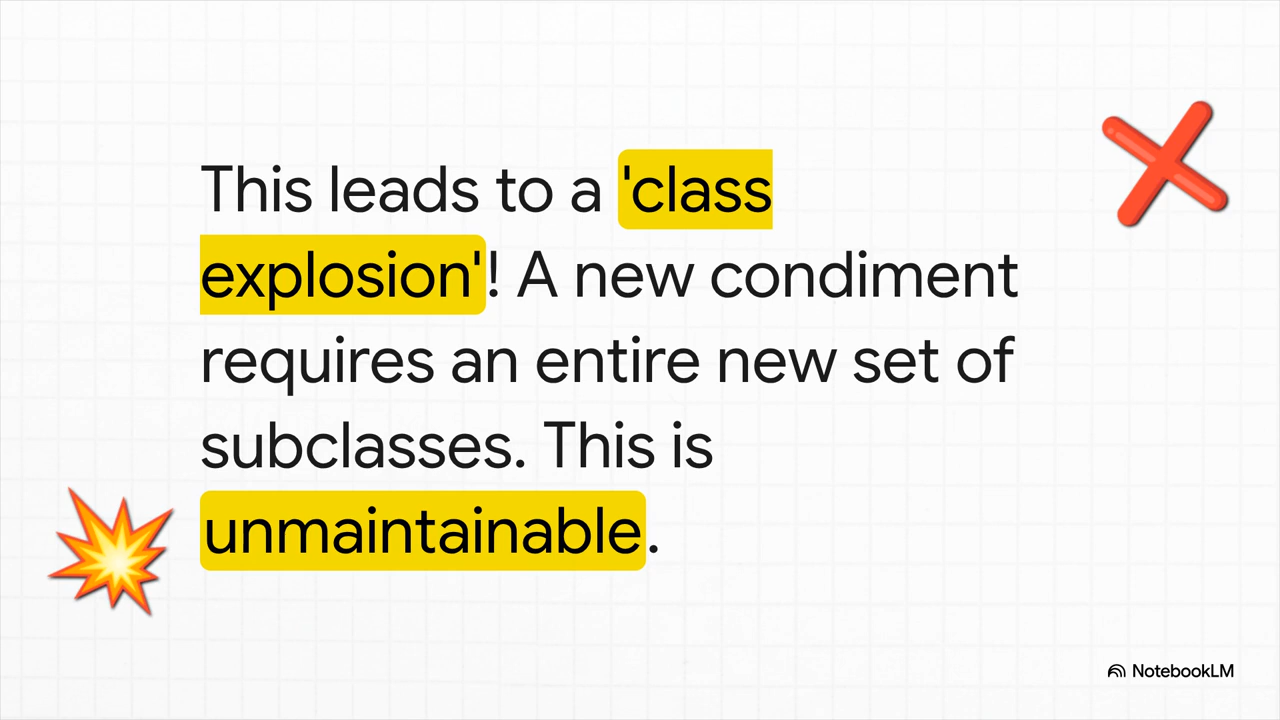 This leads to a 'class
explosion'! A new condiment
requires an entire new set of
subclasses. This is
unmaintainable.
NotebookLM